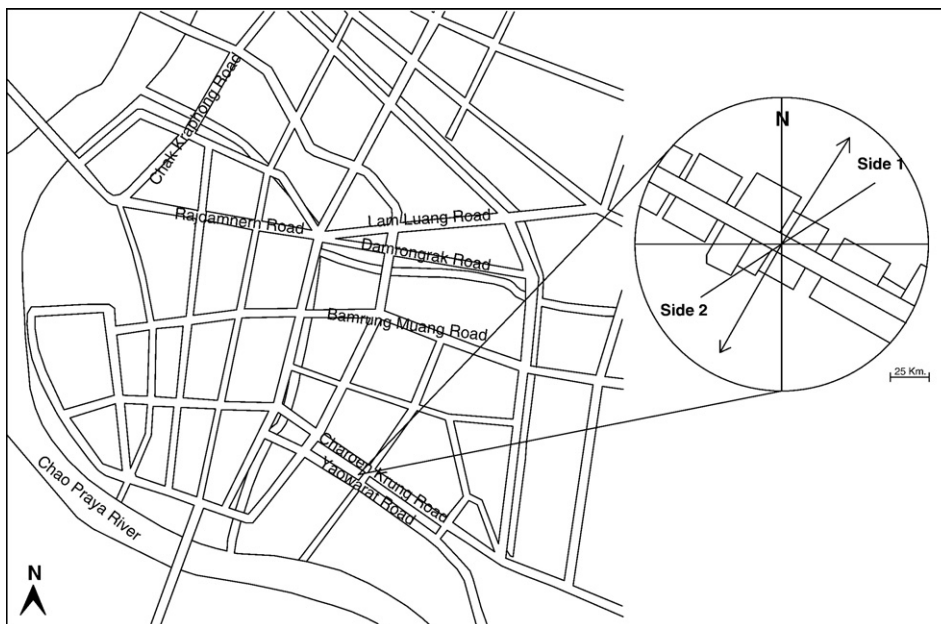 Chak Kraphong Road
Rajdamnern Road
Lam Luang Road
Damrongrak Road
Bamrung Muang Road
Charoen Krung Road
Yaowarat Road
Chao Praya River
N
N
Side 1
Side 2
25 Km.